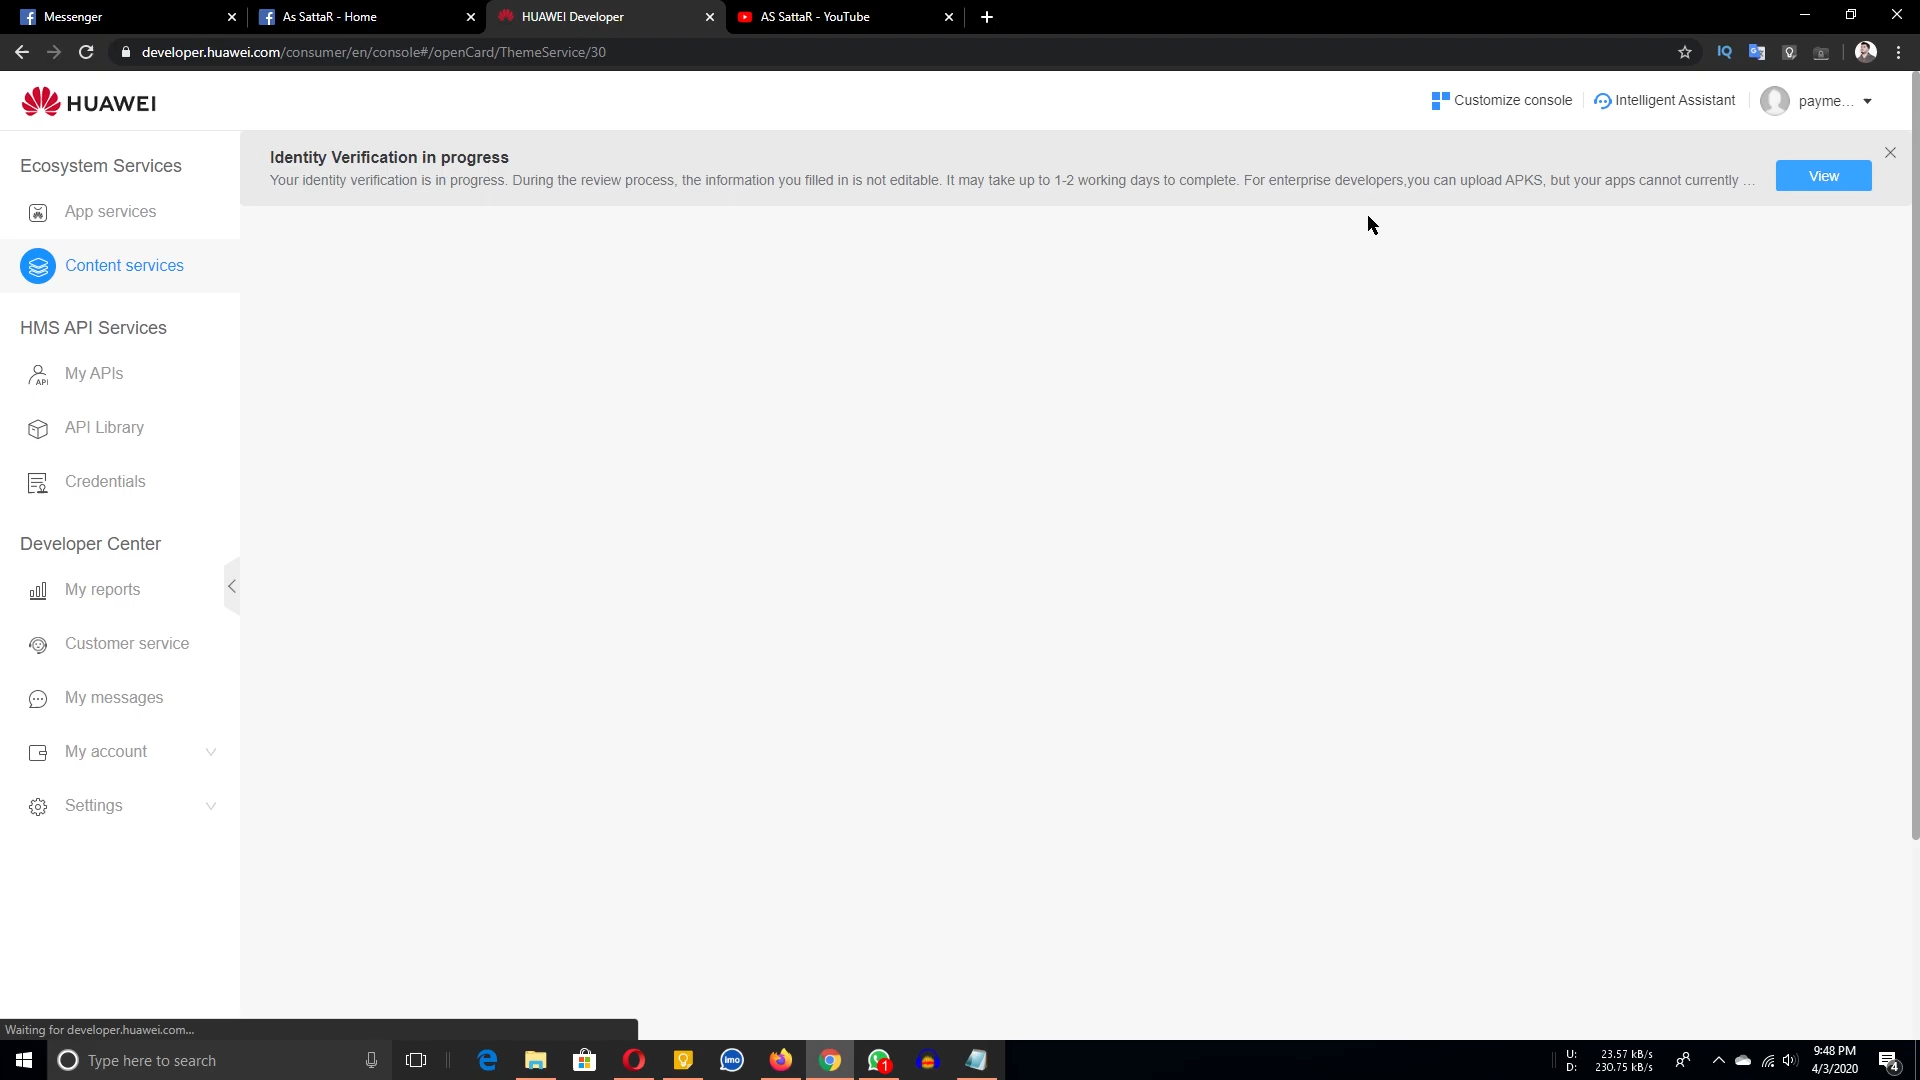 Messenger
As SattaR - Home
HUAWEI Developer
AS SattaR - YouTube
developer.huawei.com/consumer/en/console#/openCard/ThemeService/30
IQ
HUAWEI
Customize console
Intelligent Assistant
payme...
Ecosystem Services
App services
Content services
HMS API Services
My APIs
API Library
Credentials
Developer Center
My reports
Customer service
My messages
My account
Settings
Identity Verification in progress
Your identity verification is in progress. During the review process, the information you filled in is not editable. It may take up to 1-2 working days to complete. For enterprise developers,you can upload APKS, but your apps cannot currently ...
View
Waiting for developer.huawei.com...
Type here to search
imo
1
U: 23.57 kB/s
D: 230.75 kB/s
9:48 PM
4/3/2020
4